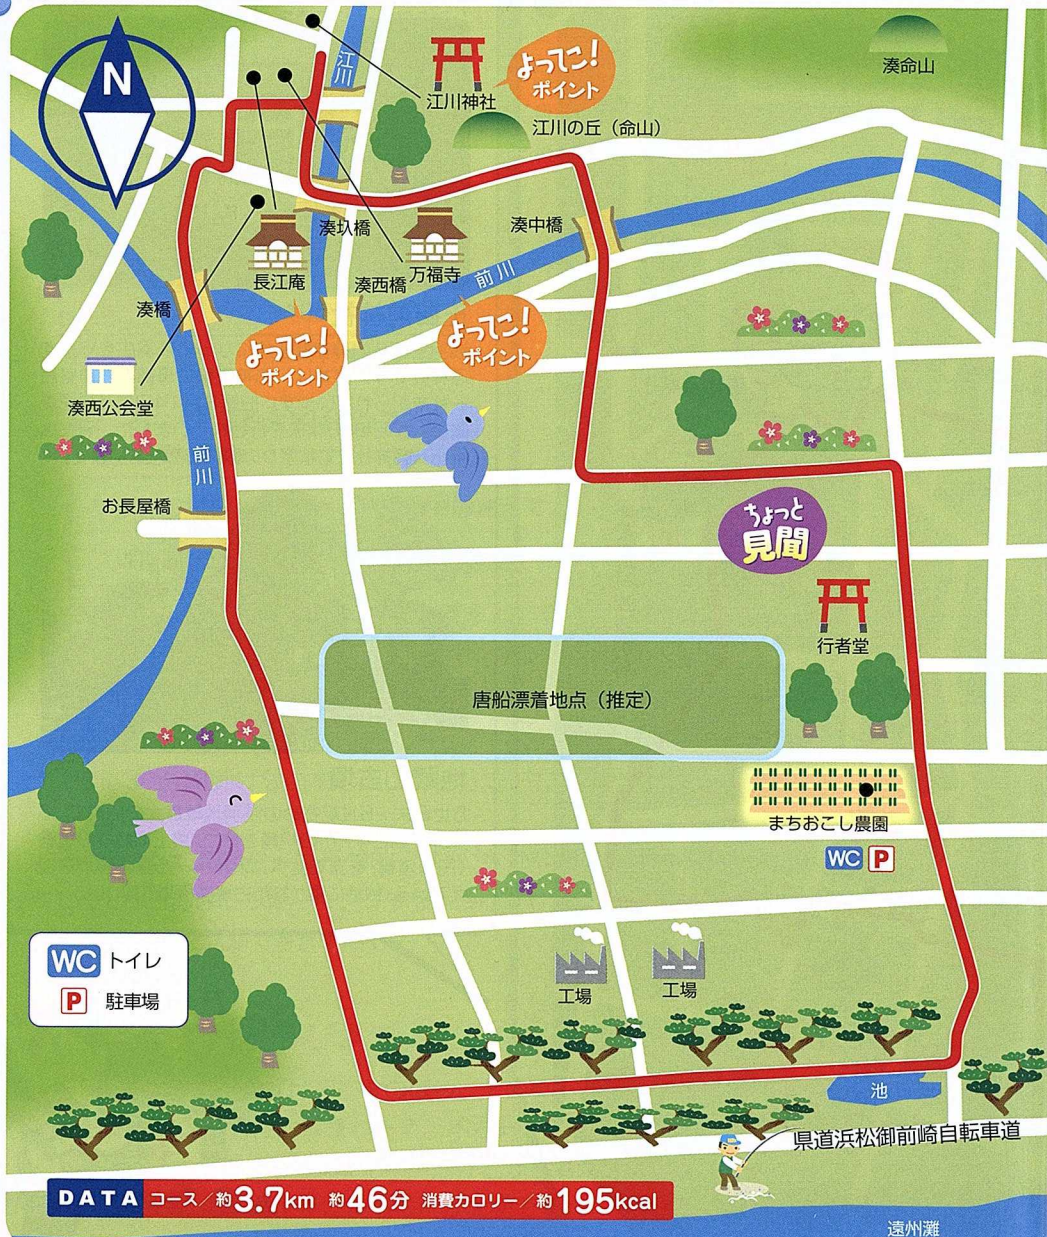 N
江川
江川神社
よってこ!
ポイント
湊命山
江川の丘（命山）
湊圦橋
湊中橋
長江庵
湊西橋
万福寺
前川
湊橋
よってこ!
ポイント
よってこ!
ポイント
湊西公会堂
前川
お長屋橋
ちょっと
見聞
行者堂
唐船漂着地点（推定）
まちおこし農園
WC P
WC トイレ
P 駐車場
工場
工場
池
県道浜松御前崎自転車道
DATA コース／約3.7km 約46分 消費カロリー／約195kcal
遠州灘